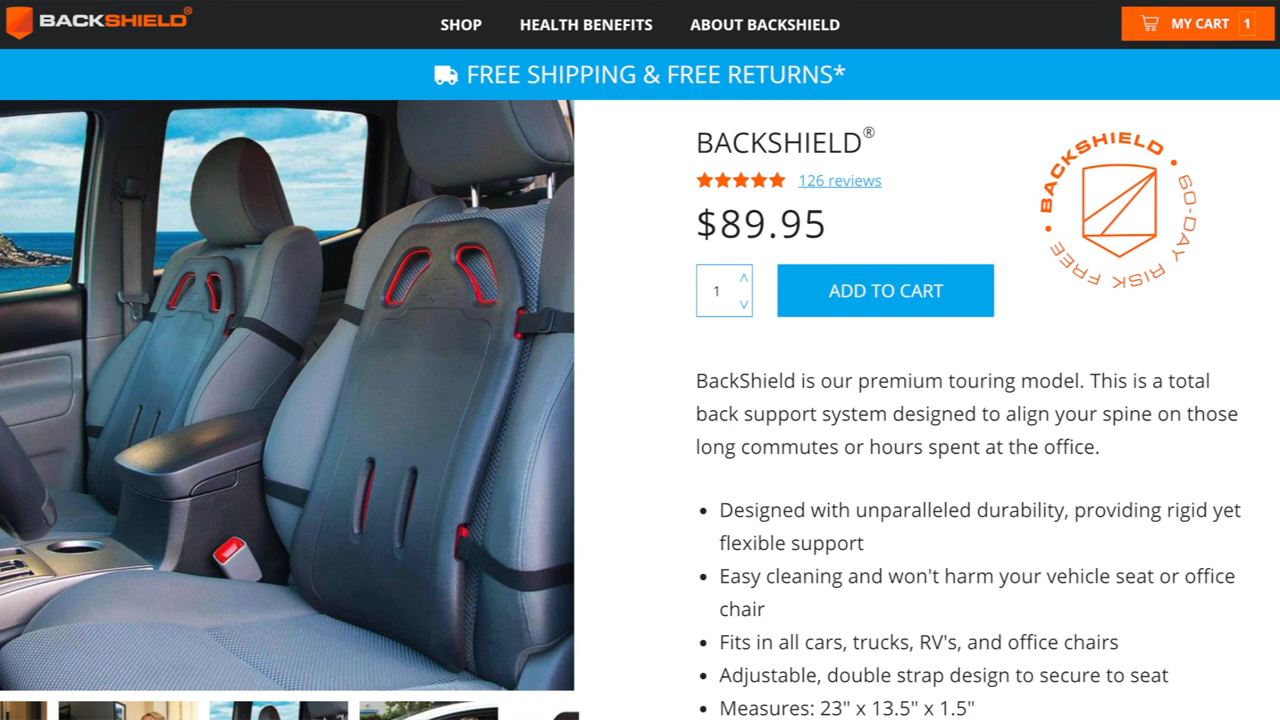 BACKSHIELD®
SHOP
HEALTH BENEFITS
ABOUT BACKSHIELD
MY CART 1
FREE SHIPPING & FREE RETURNS*
BACKSHIELD®
126 reviews
$89.95
1
ADD TO CART
BACKSHIELD • 60-DAY RISK FREE •
BackShield is our premium touring model. This is a total
back support system designed to align your spine on those
long commutes or hours spent at the office.
• Designed with unparalleled durability, providing rigid yet
flexible support
• Easy cleaning and won't harm your vehicle seat or office
chair
• Fits in all cars, trucks, RV's, and office chairs
• Adjustable, double strap design to secure to seat
• Measures: 23" x 13.5" x 1.5"